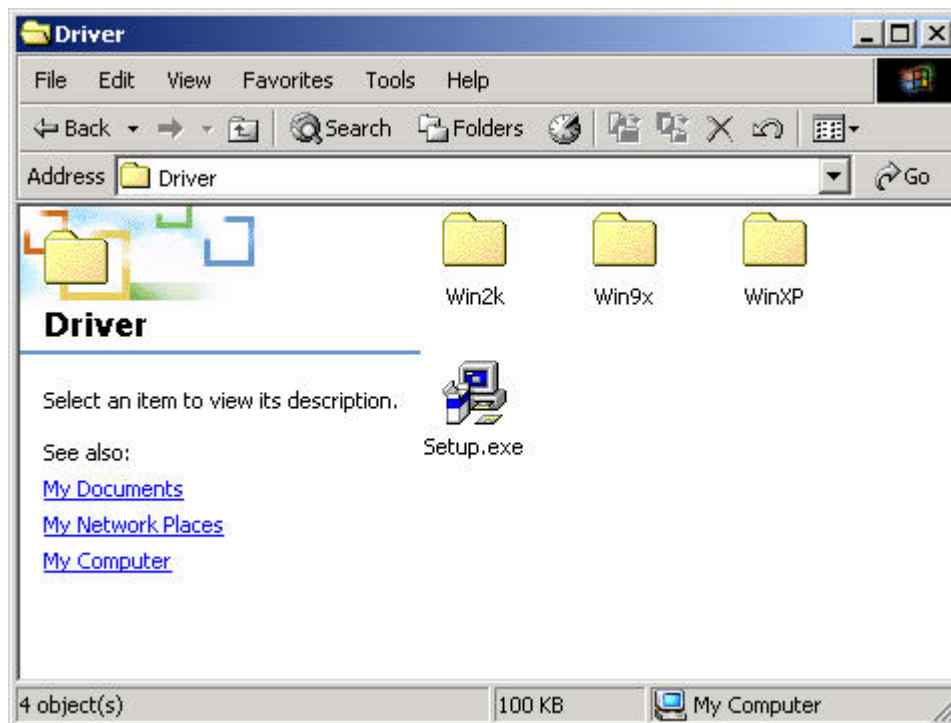 Driver
File Edit View Favorites Tools Help
Back Search Folders
Address Driver Go
Win2k Win9x WinXP
Driver
Setup.exe
Select an item to view its description.
See also:
My Documents
My Network Places
My Computer
4 object(s) 100 KB My Computer